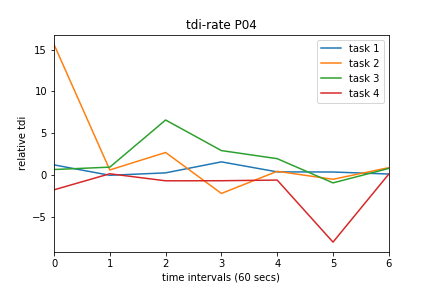 tdi-rate P04
task 1
task 2
task 3
task 4
relative tdi
15
10
5
0
−5
0 1 2 3 4 5 6
time intervals (60 secs)